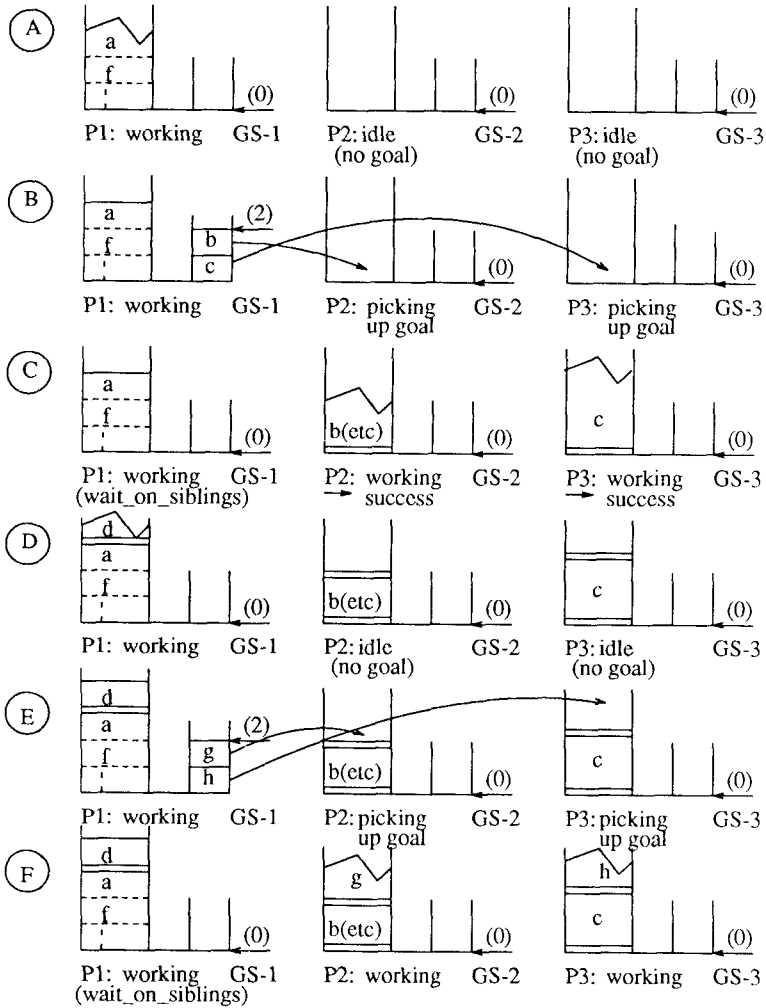 A
a
f
(0)
(0)
(0)
P1: working GS-1 P2: idle GS-2 P3: idle GS-3
(no goal) (no goal)
B
a
(2)
f
b
c
(0)
(0)
P1: working GS-1 P2: picking GS-2 P3: picking GS-3
up goal up goal
C
a
f
b(etc)
c
(0)
(0)
(0)
P1: working GS-1 P2: working GS-2 P3: working GS-3
(wait_on_siblings) success success
D
d
a
f
b(etc)
c
(0)
(0)
(0)
P1: working GS-1 P2: idle GS-2 P3: idle GS-3
(no goal) (no goal)
E
d
a
(2)
f
g
h
b(etc)
c
(0)
(0)
P1: working GS-1 P2: picking GS-2 P3: picking GS-3
up goal up goal
F
d
a
f
g
b(etc)
h
c
(0)
(0)
(0)
P1: working GS-1 P2: working GS-2 P3: working GS-3
(wait_on_siblings)